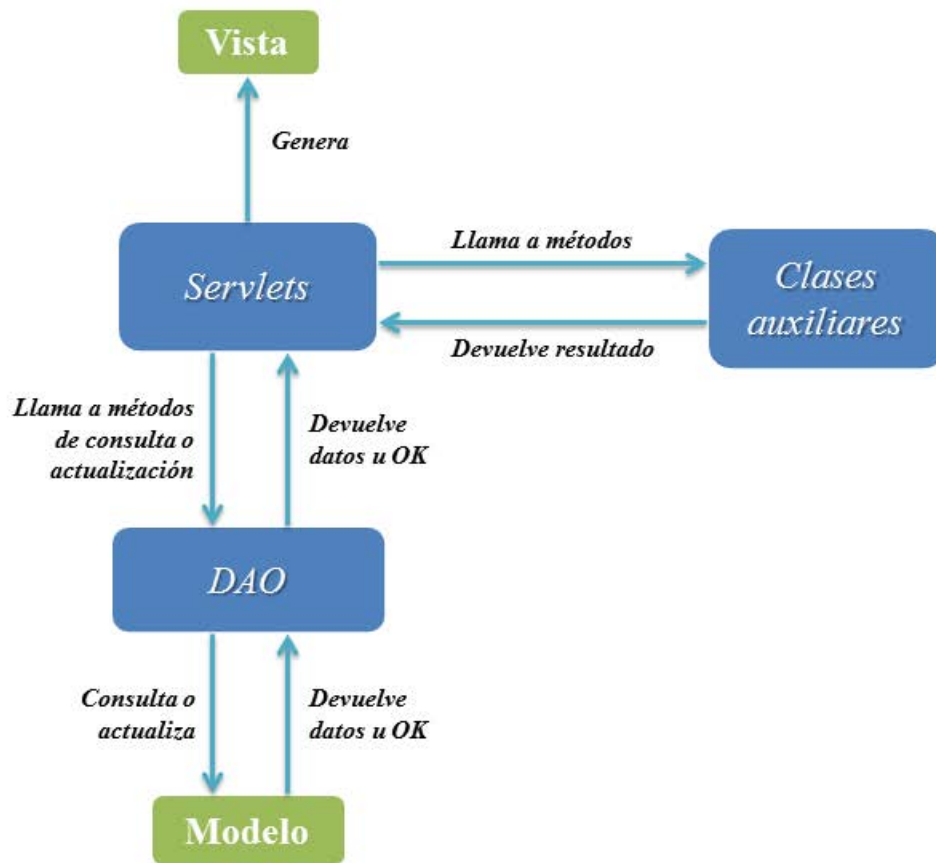 Vista
Genera
Servlets
Llama a métodos
Devuelve resultado
Clases
auxiliares
Llama a métodos
de consulta o
actualización
Devuelve
datos u OK
DAO
Consulta o
actualiza
Devuelve
datos u OK
Modelo